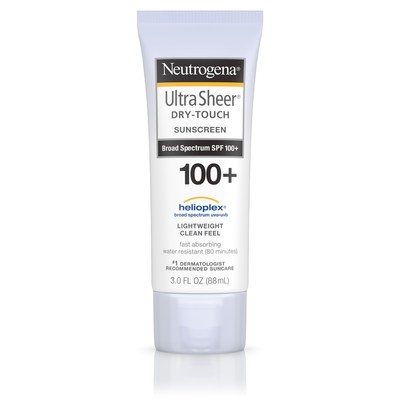 Neutrogena®
Ultra Sheer®
DRY-TOUCH
SUNSCREEN
Broad Spectrum SPF 100+
100+
helioplex®
broad spectrum uva•uvb
LIGHTWEIGHT
CLEAN FEEL
fast absorbing
water resistant (80 minutes)
#1 DERMATOLOGIST
RECOMMENDED SUNCARE
3.0 FL OZ (88mL)